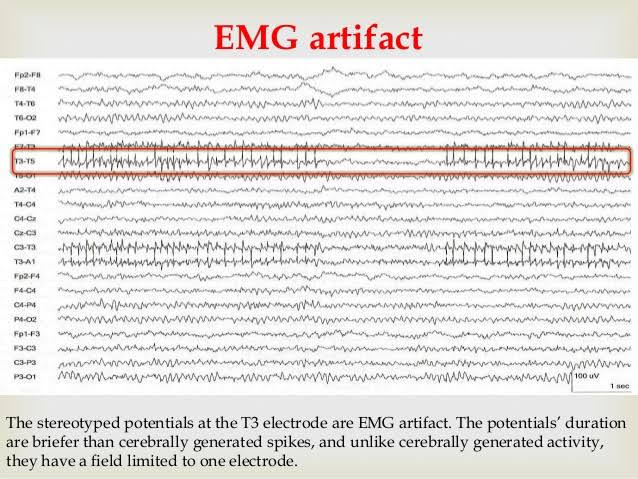 EMG artifact
Fp2-F8
F8-T4
T4-T6
T6-O2
Fp1-F7
F7-T3
T3-T5
T5-O1
A2-T4
T4-C4
C4-Cz
Cz-C3
C3-T3
T3-A1
Fp2-F4
F4-C4
C4-P4
P4-O2
Fp1-F3
F3-C3
C3-P3
P3-O1
100 uV
1 sec
The stereotyped potentials at the T3 electrode are EMG artifact. The potentials’ duration
are briefer than cerebrally generated spikes, and unlike cerebrally generated activity,
they have a field limited to one electrode.